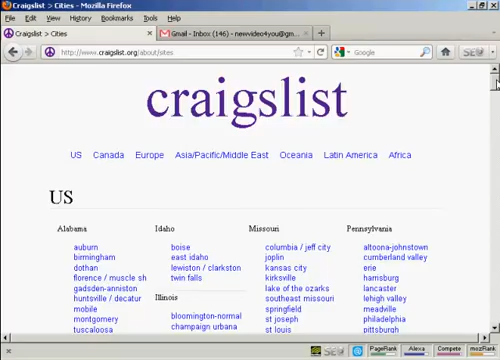 Craigslist > Cities - Mozilla Firefox
File Edit View History Bookmarks Tools Help
Craigslist > Cities
Gmail - Inbox (146) - newvideo4you@gm...
http://www.craigslist.org/about/sites
Google
SEO
craigslist
US Canada Europe Asia/Pacific/Middle East Oceania Latin America Africa
US
Alabama
auburn
birmingham
dothan
florence / muscle sh
gadsden-anniston
huntsville / decatur
mobile
montgomery
tuscaloosa
Idaho
boise
east idaho
lewiston / clarkston
twin falls
Illinois
bloomington-normal
champaign urbana
Missouri
columbia / jeff city
joplin
kansas city
kirksville
lake of the ozarks
southeast missouri
springfield
st joseph
st louis
Pennsylvania
altoona-johnstown
cumberland valley
erie
harrisburg
lancaster
lehigh valley
meadville
philadelphia
pittsburgh
PageRank Alexa Compete mozRank